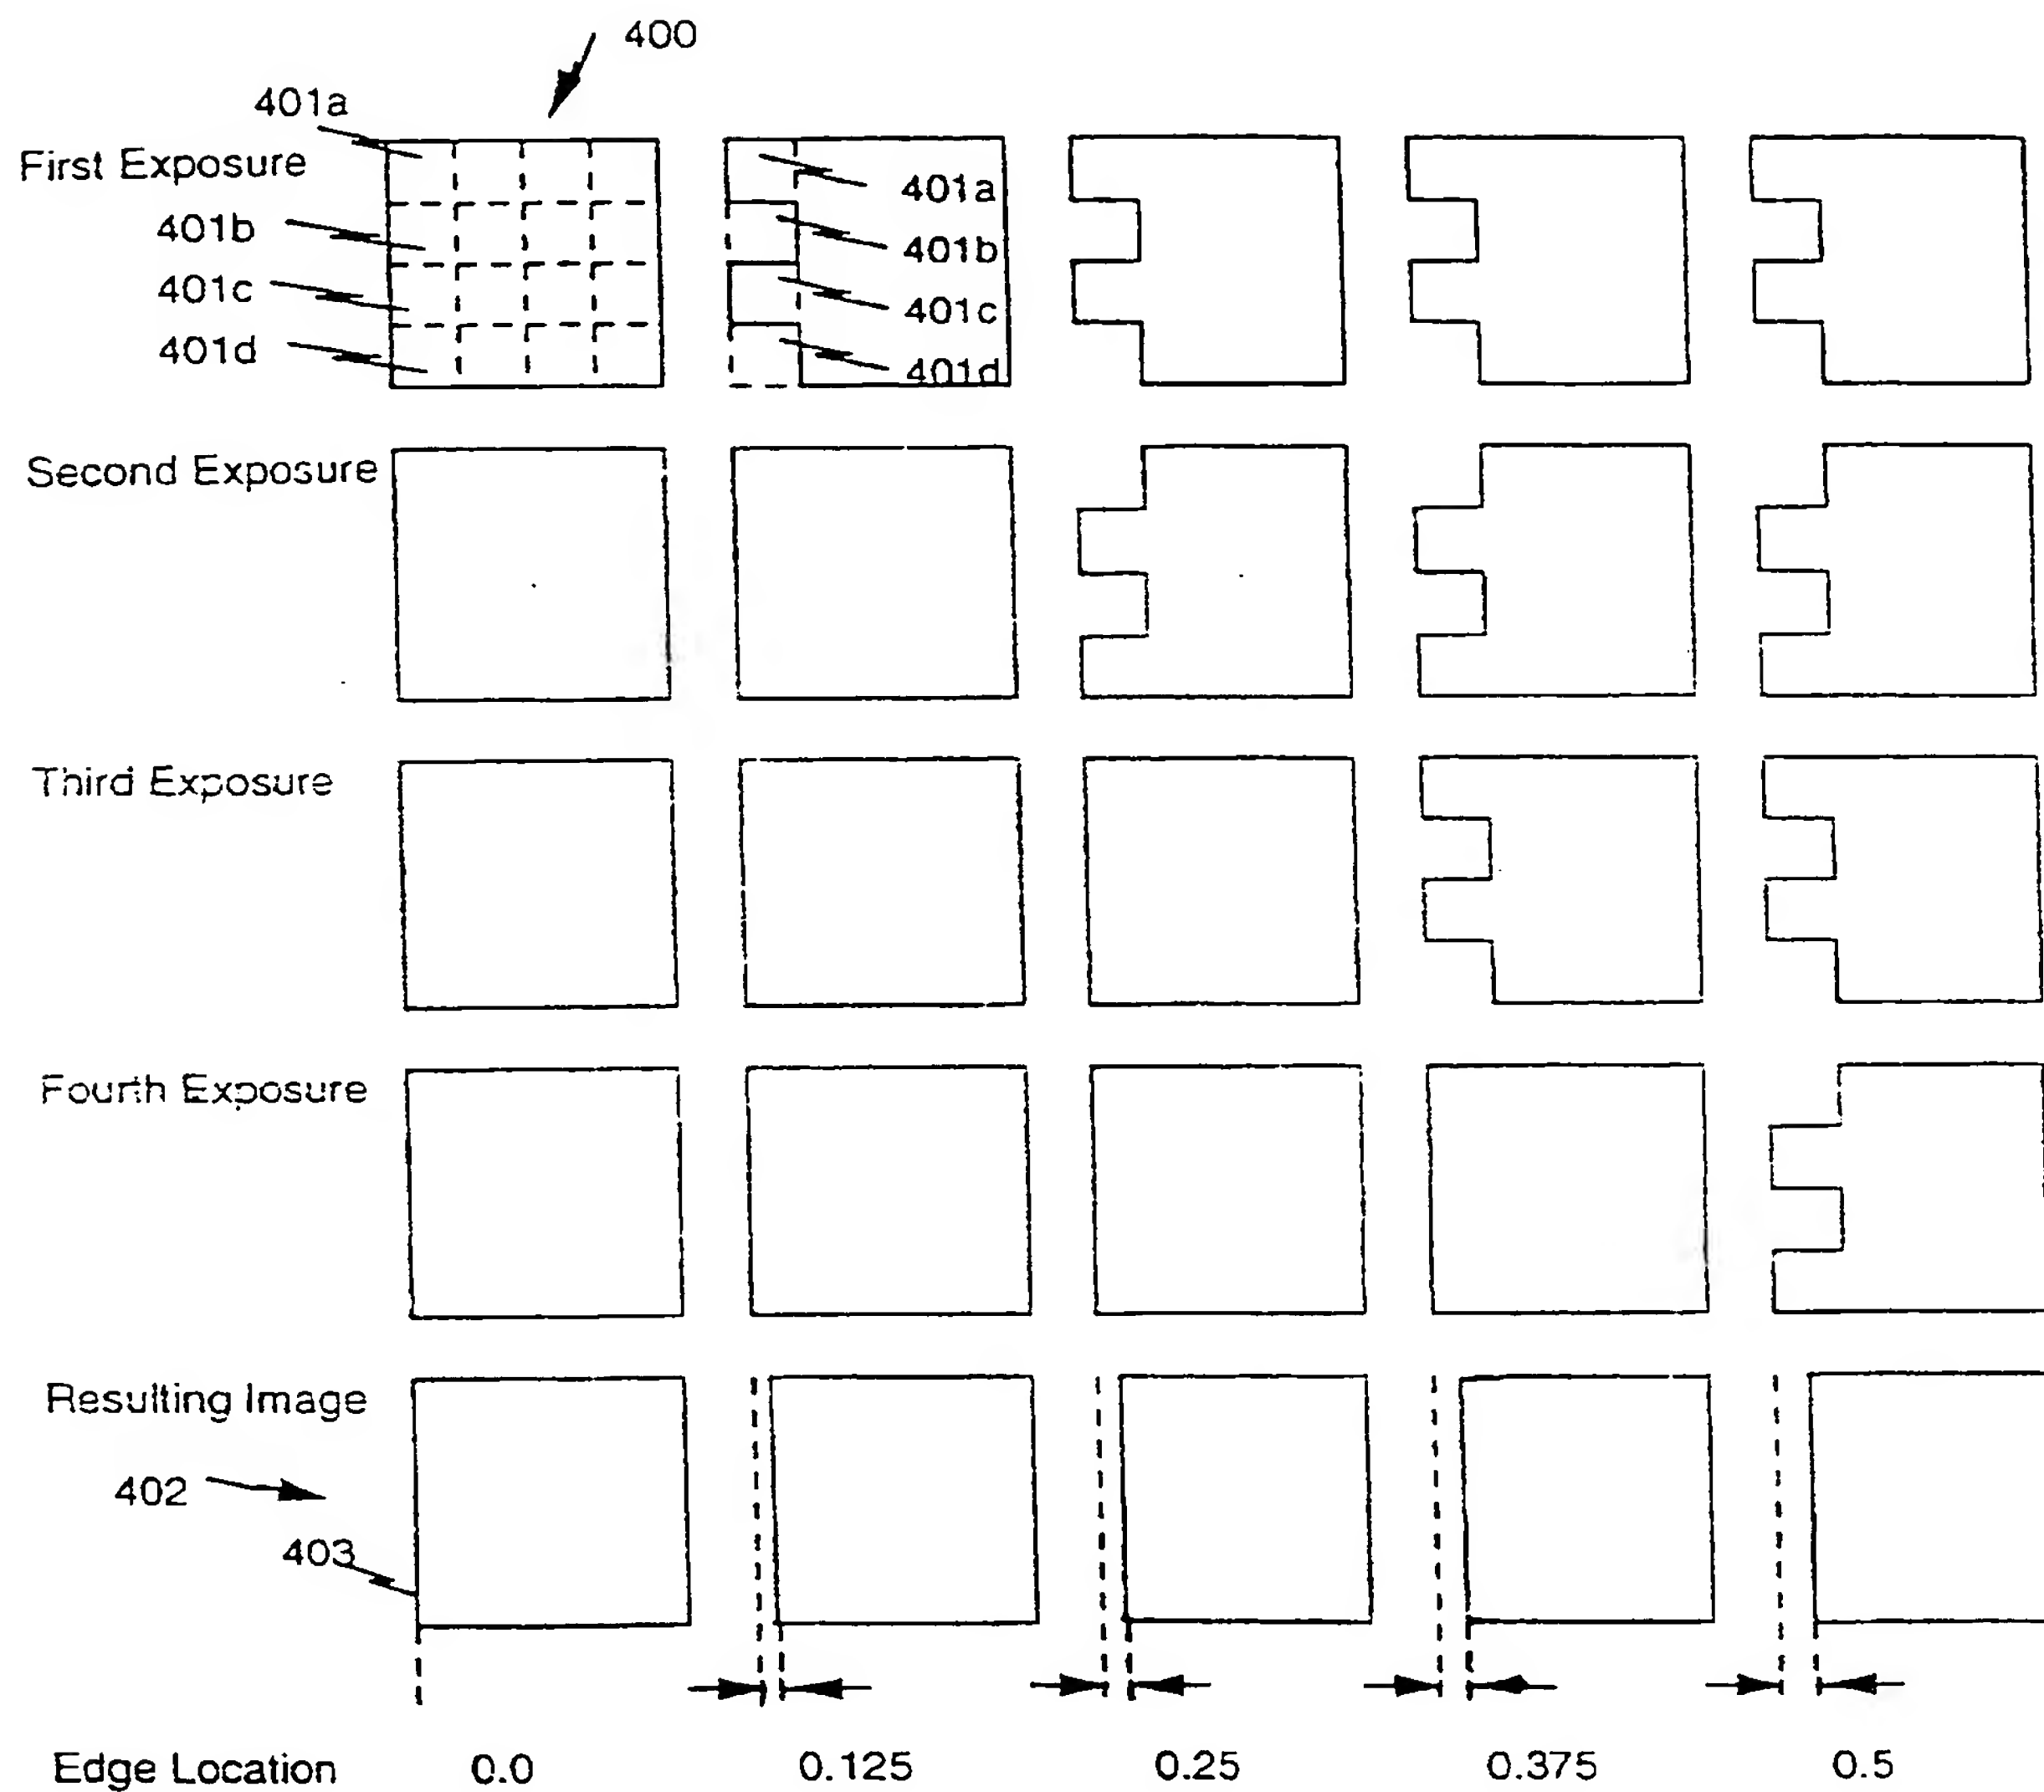 400
401a
First Exposure
401a
401b
401b
401c
401c
401d
401d
Second Exposure
Third Exposure
Fourth Exposure
Resulting Image
402
403
Edge Location 0.0 0.125 0.25 0.375 0.5